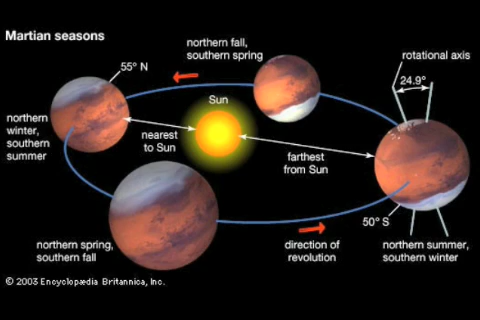 Martian seasons
northern fall,
southern spring
rotational axis
55° N
24.9°
Sun
northern
winter,
southern
summer
nearest
to Sun
farthest
from Sun
50° S
northern spring,
southern fall
direction of
revolution
northern summer,
southern winter
© 2003 Encyclopædia Britannica, Inc.